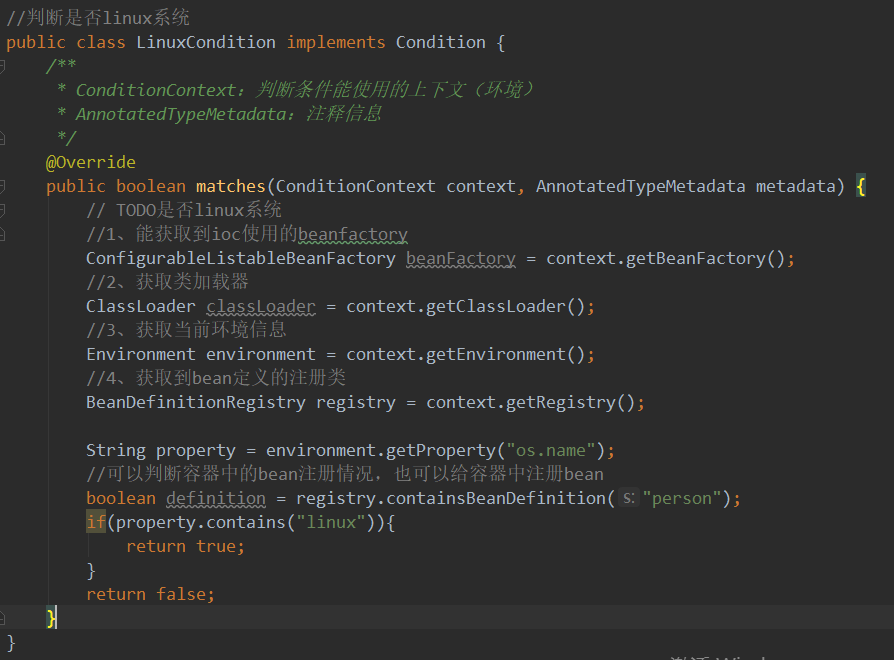 //判断是否linux系统
public class LinuxCondition implements Condition {
/**
* ConditionContext：判断条件能使用的上下文（环境）
* AnnotatedTypeMetadata：注释信息
*/
@Override
public boolean matches(ConditionContext context, AnnotatedTypeMetadata metadata) {
// TODO是否linux系统
//1、能获取到ioc使用的beanfactory
ConfigurableListableBeanFactory beanFactory = context.getBeanFactory();
//2、获取类加载器
ClassLoader classLoader = context.getClassLoader();
//3、获取当前环境信息
Environment environment = context.getEnvironment();
//4、获取到bean定义的注册类
BeanDefinitionRegistry registry = context.getRegistry();
String property = environment.getProperty("os.name");
//可以判断容器中的bean注册情况，也可以给容器中注册bean
boolean definition = registry.containsBeanDefinition( s: "person");
if(property.contains("linux")){
return true;
}
return false;
}
}